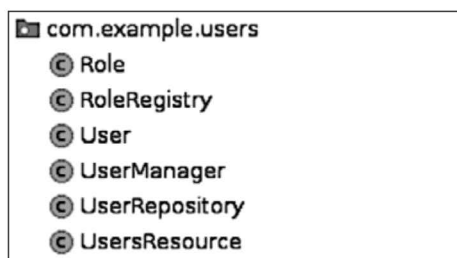 com.example.users
C Role
C RoleRegistry
C User
C UserManager
C UserRepository
C UsersResource